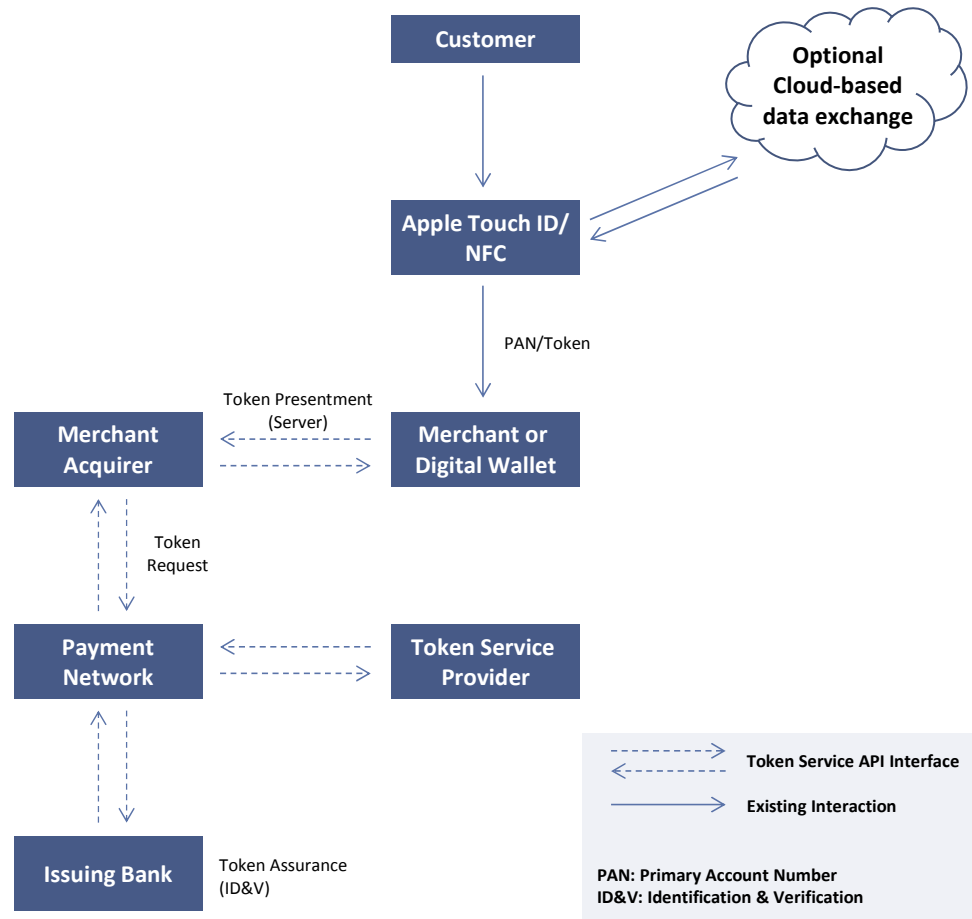 Customer
Optional
Cloud-based
data exchange
Apple Touch ID/
NFC
PAN/Token
Token Presentment
(Server)
Merchant
Acquirer
Merchant or
Digital Wallet
Token
Request
Payment
Network
Token Service
Provider
Token Service API Interface
Existing Interaction
Issuing Bank
Token Assurance
(ID&V)
PAN: Primary Account Number
ID&V: Identification & Verification